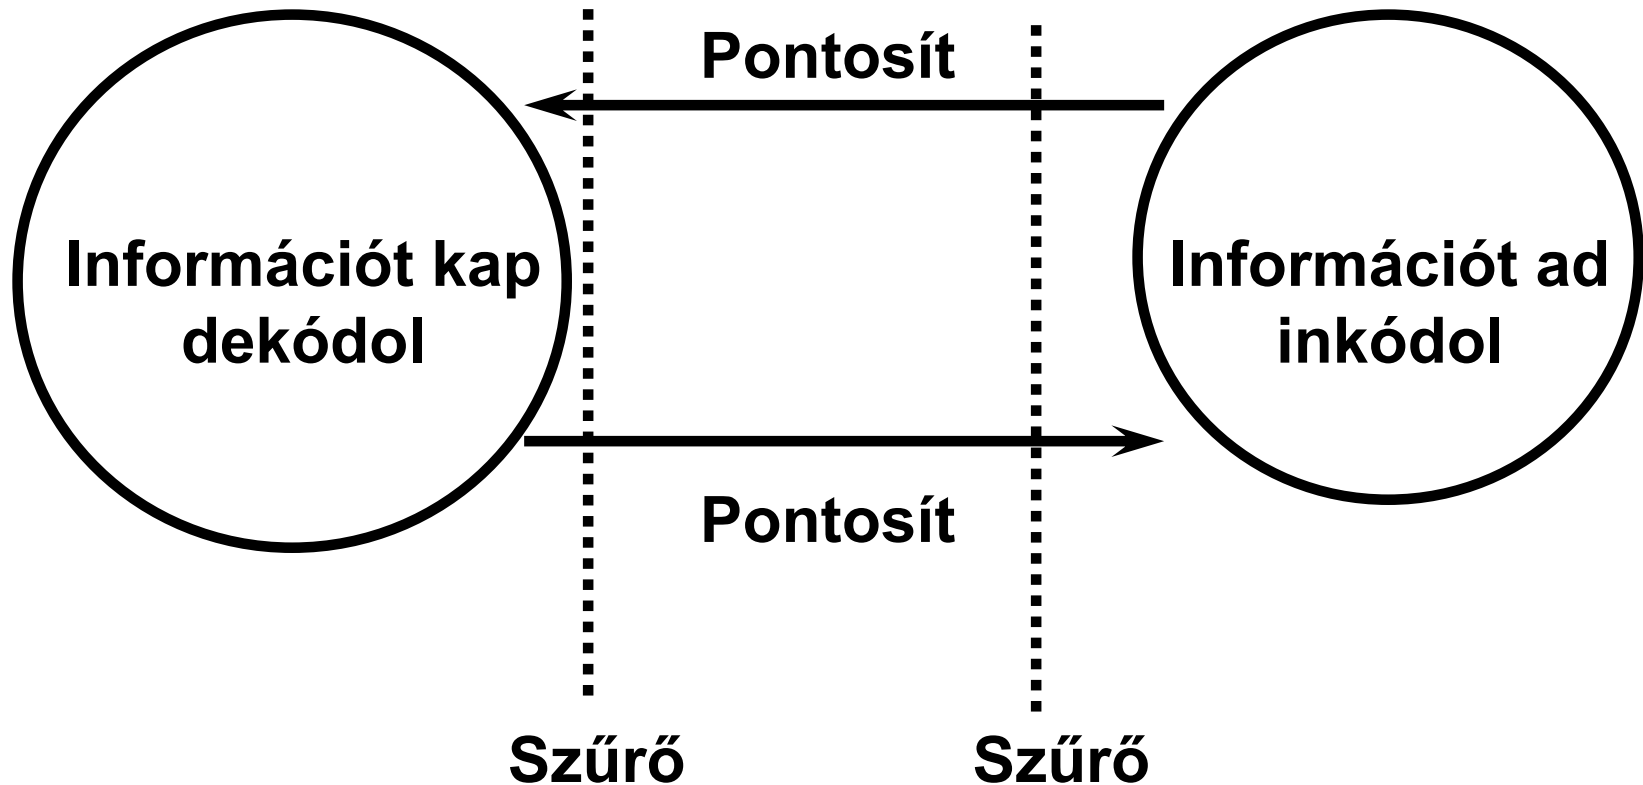 Pontosít
Információt kap
dekódol
Információt ad
inkódol
Pontosít
Szűrő
Szűrő